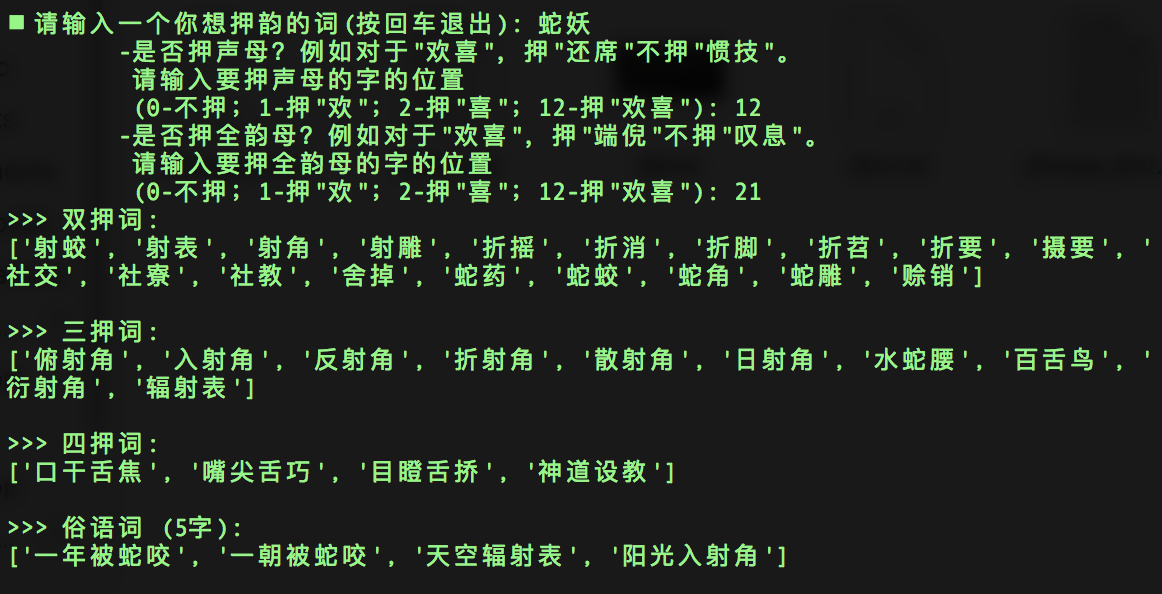 请输入一个你想押韵的词(按回车退出): 蛇妖
-是否押声母? 例如对于"欢喜", 押"还席"不押"惯技"。
请输入要押声母的字的位置
(0-不押; 1-押"欢"; 2-押"喜"; 12-押"欢喜"): 12
-是否押全韵母? 例如对于"欢喜", 押"端倪"不押"叹息"。
请输入要押全韵母的字的位置
(0-不押; 1-押"欢"; 2-押"喜"; 12-押"欢喜"): 21
>>> 双押词:
['射蛟', '射表', '射角', '射雕', '折摇', '折消', '折脚', '折苕', '折要', '摄要', '
社交', '社寮', '社教', '舍掉', '蛇药', '蛇蛟', '蛇角', '蛇雕', '赊销']
>>> 三押词:
['俯射角', '入射角', '反射角', '折射角', '散射角', '日射角', '水蛇腰', '百舌鸟', '
衍射角', '辐射表']
>>> 四押词:
['口干舌焦', '嘴尖舌巧', '目瞪舌挢', '神道设教']
>>> 俗语词 (5字):
['一年被蛇咬', '一朝被蛇咬', '天空辐射表', '阳光入射角']